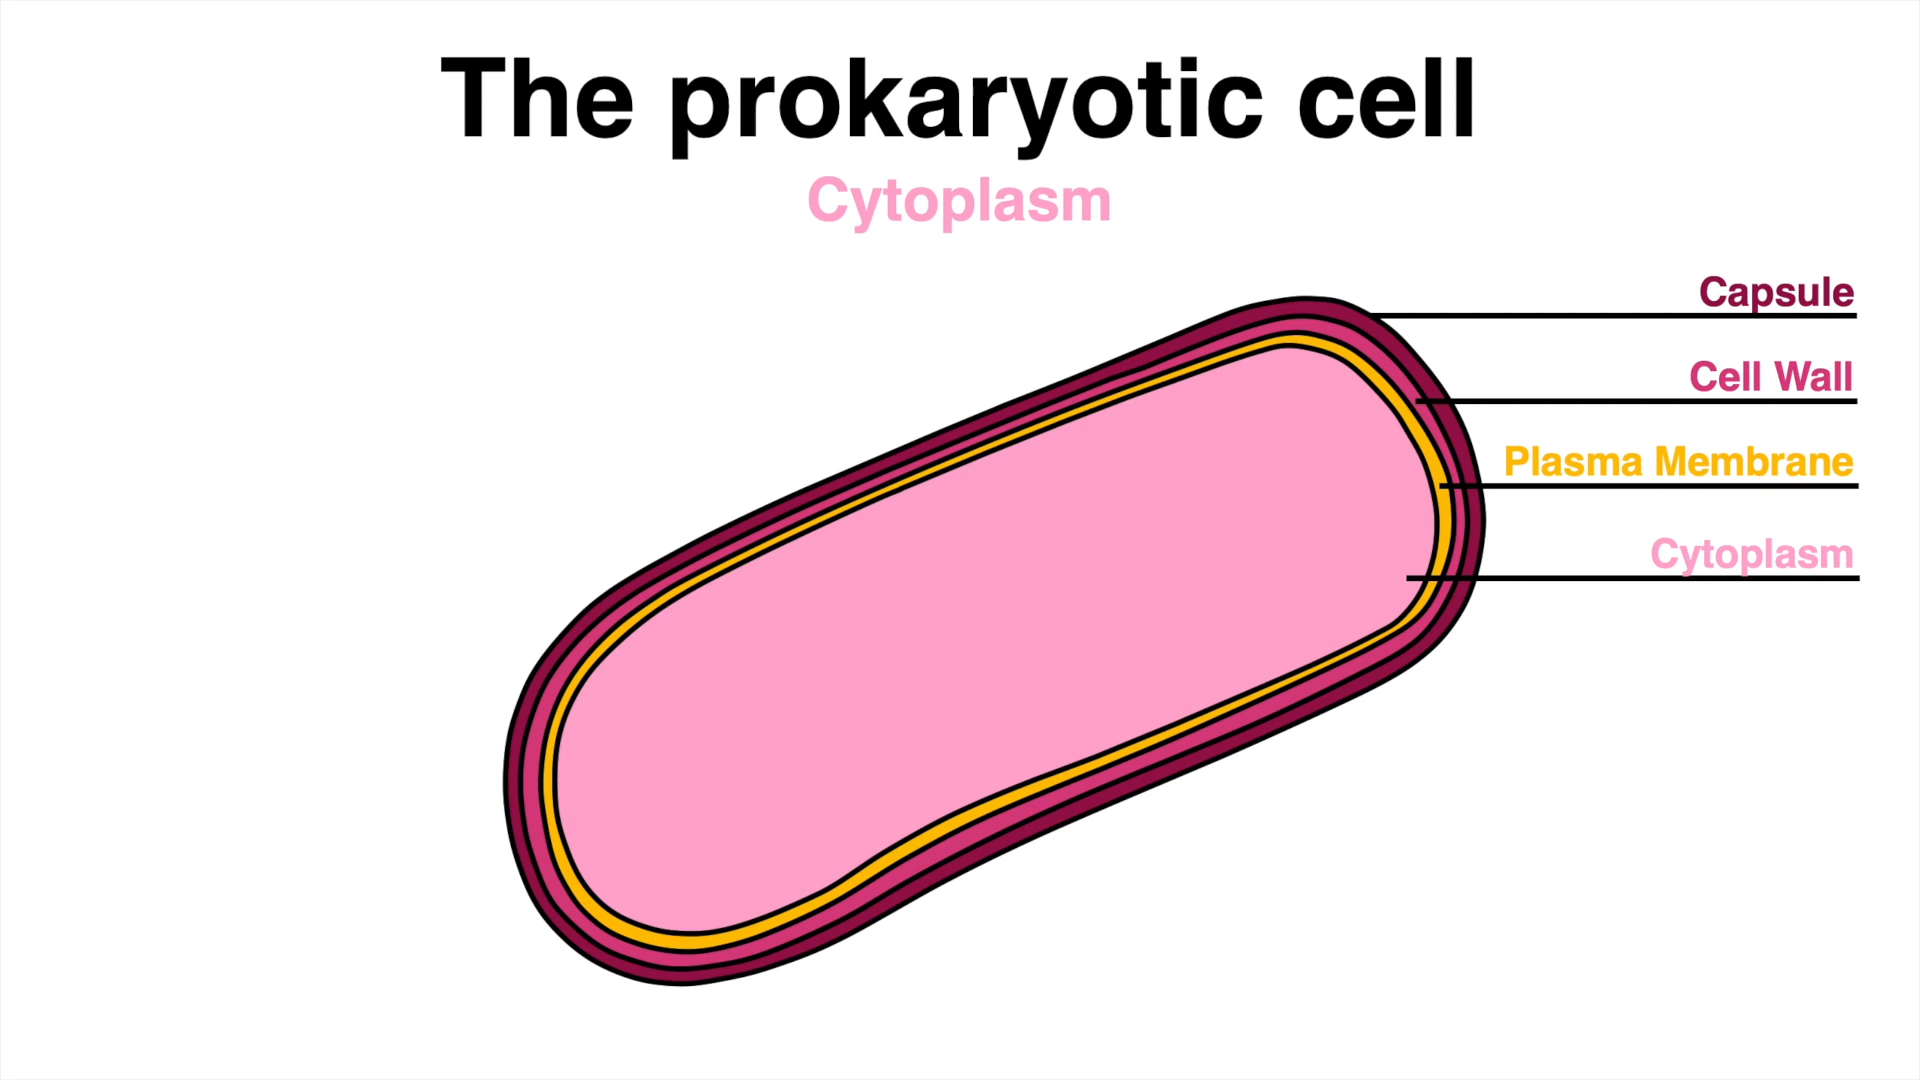 The prokaryotic cell
Cytoplasm
Capsule
Cell Wall
Plasma Membrane
Cytoplasm